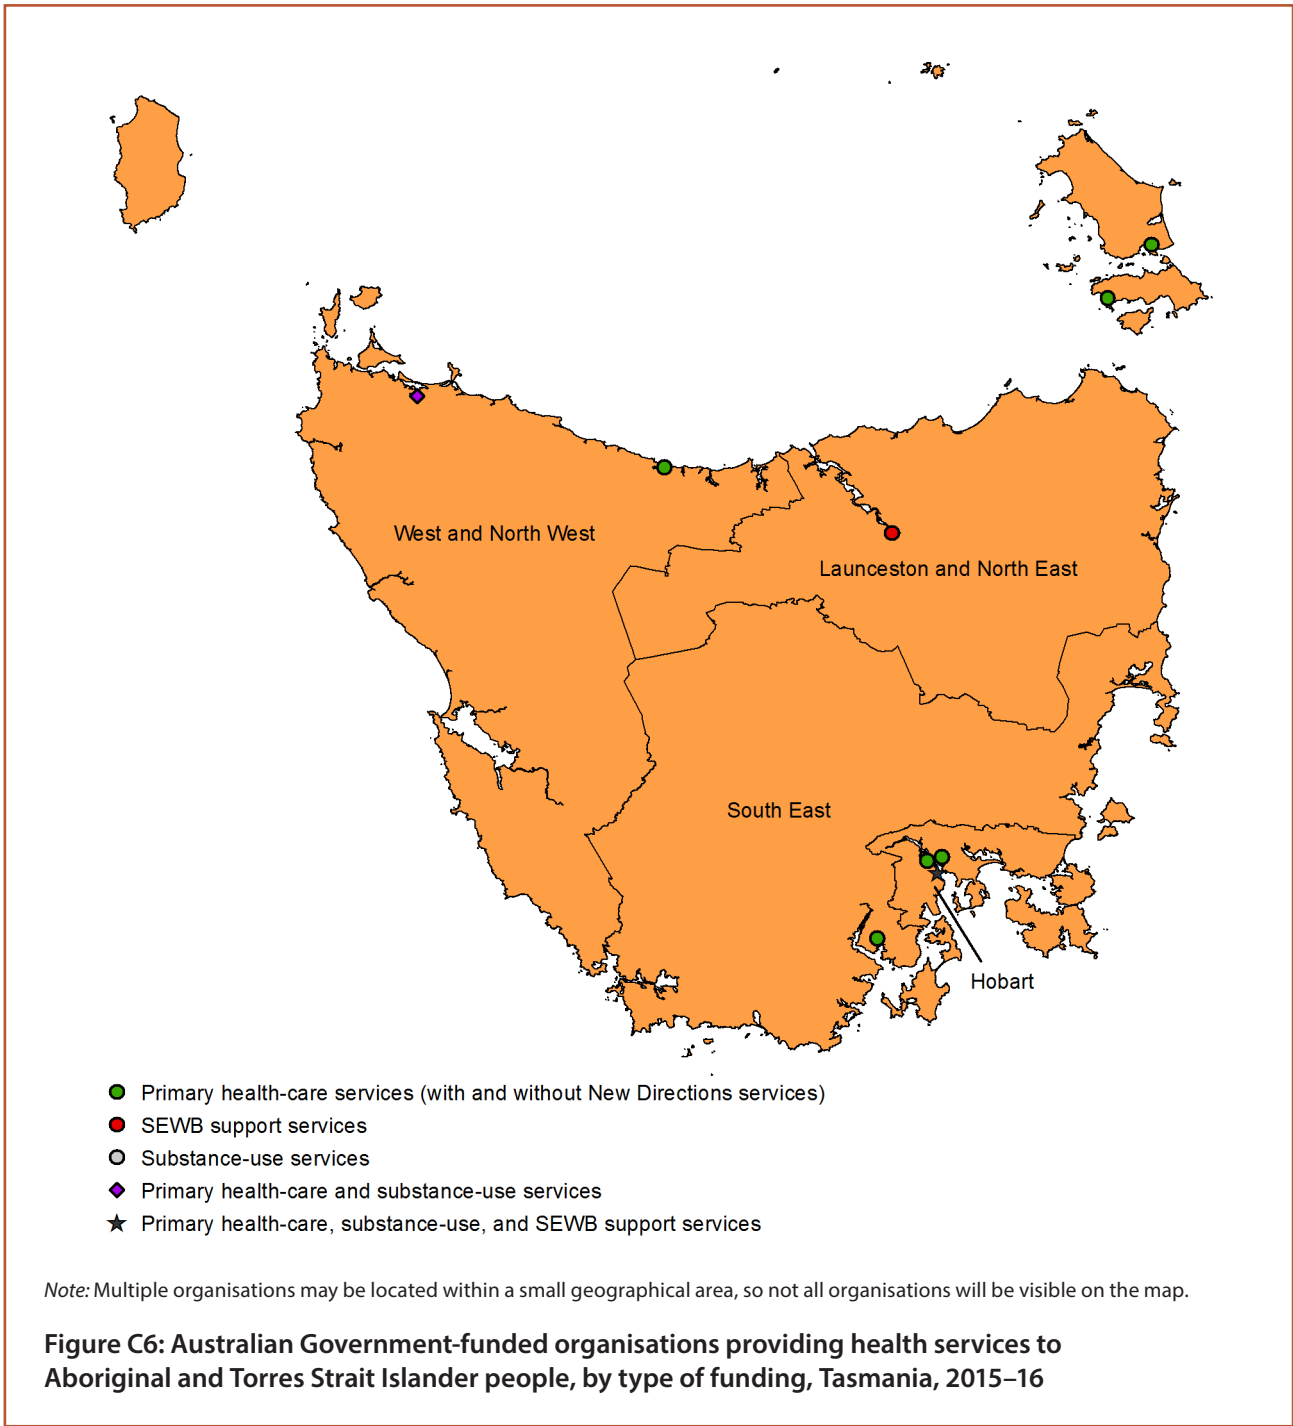 West and North West
Launceston and North East
South East
Hobart
Primary health-care services (with and without New Directions services)
SEWB support services
Substance-use services
Primary health-care and substance-use services
Primary health-care, substance-use, and SEWB support services
Note: Multiple organisations may be located within a small geographical area, so not all organisations will be visible on the map.
Figure C6: Australian Government-funded organisations providing health services to
Aboriginal and Torres Strait Islander people, by type of funding, Tasmania, 2015–16